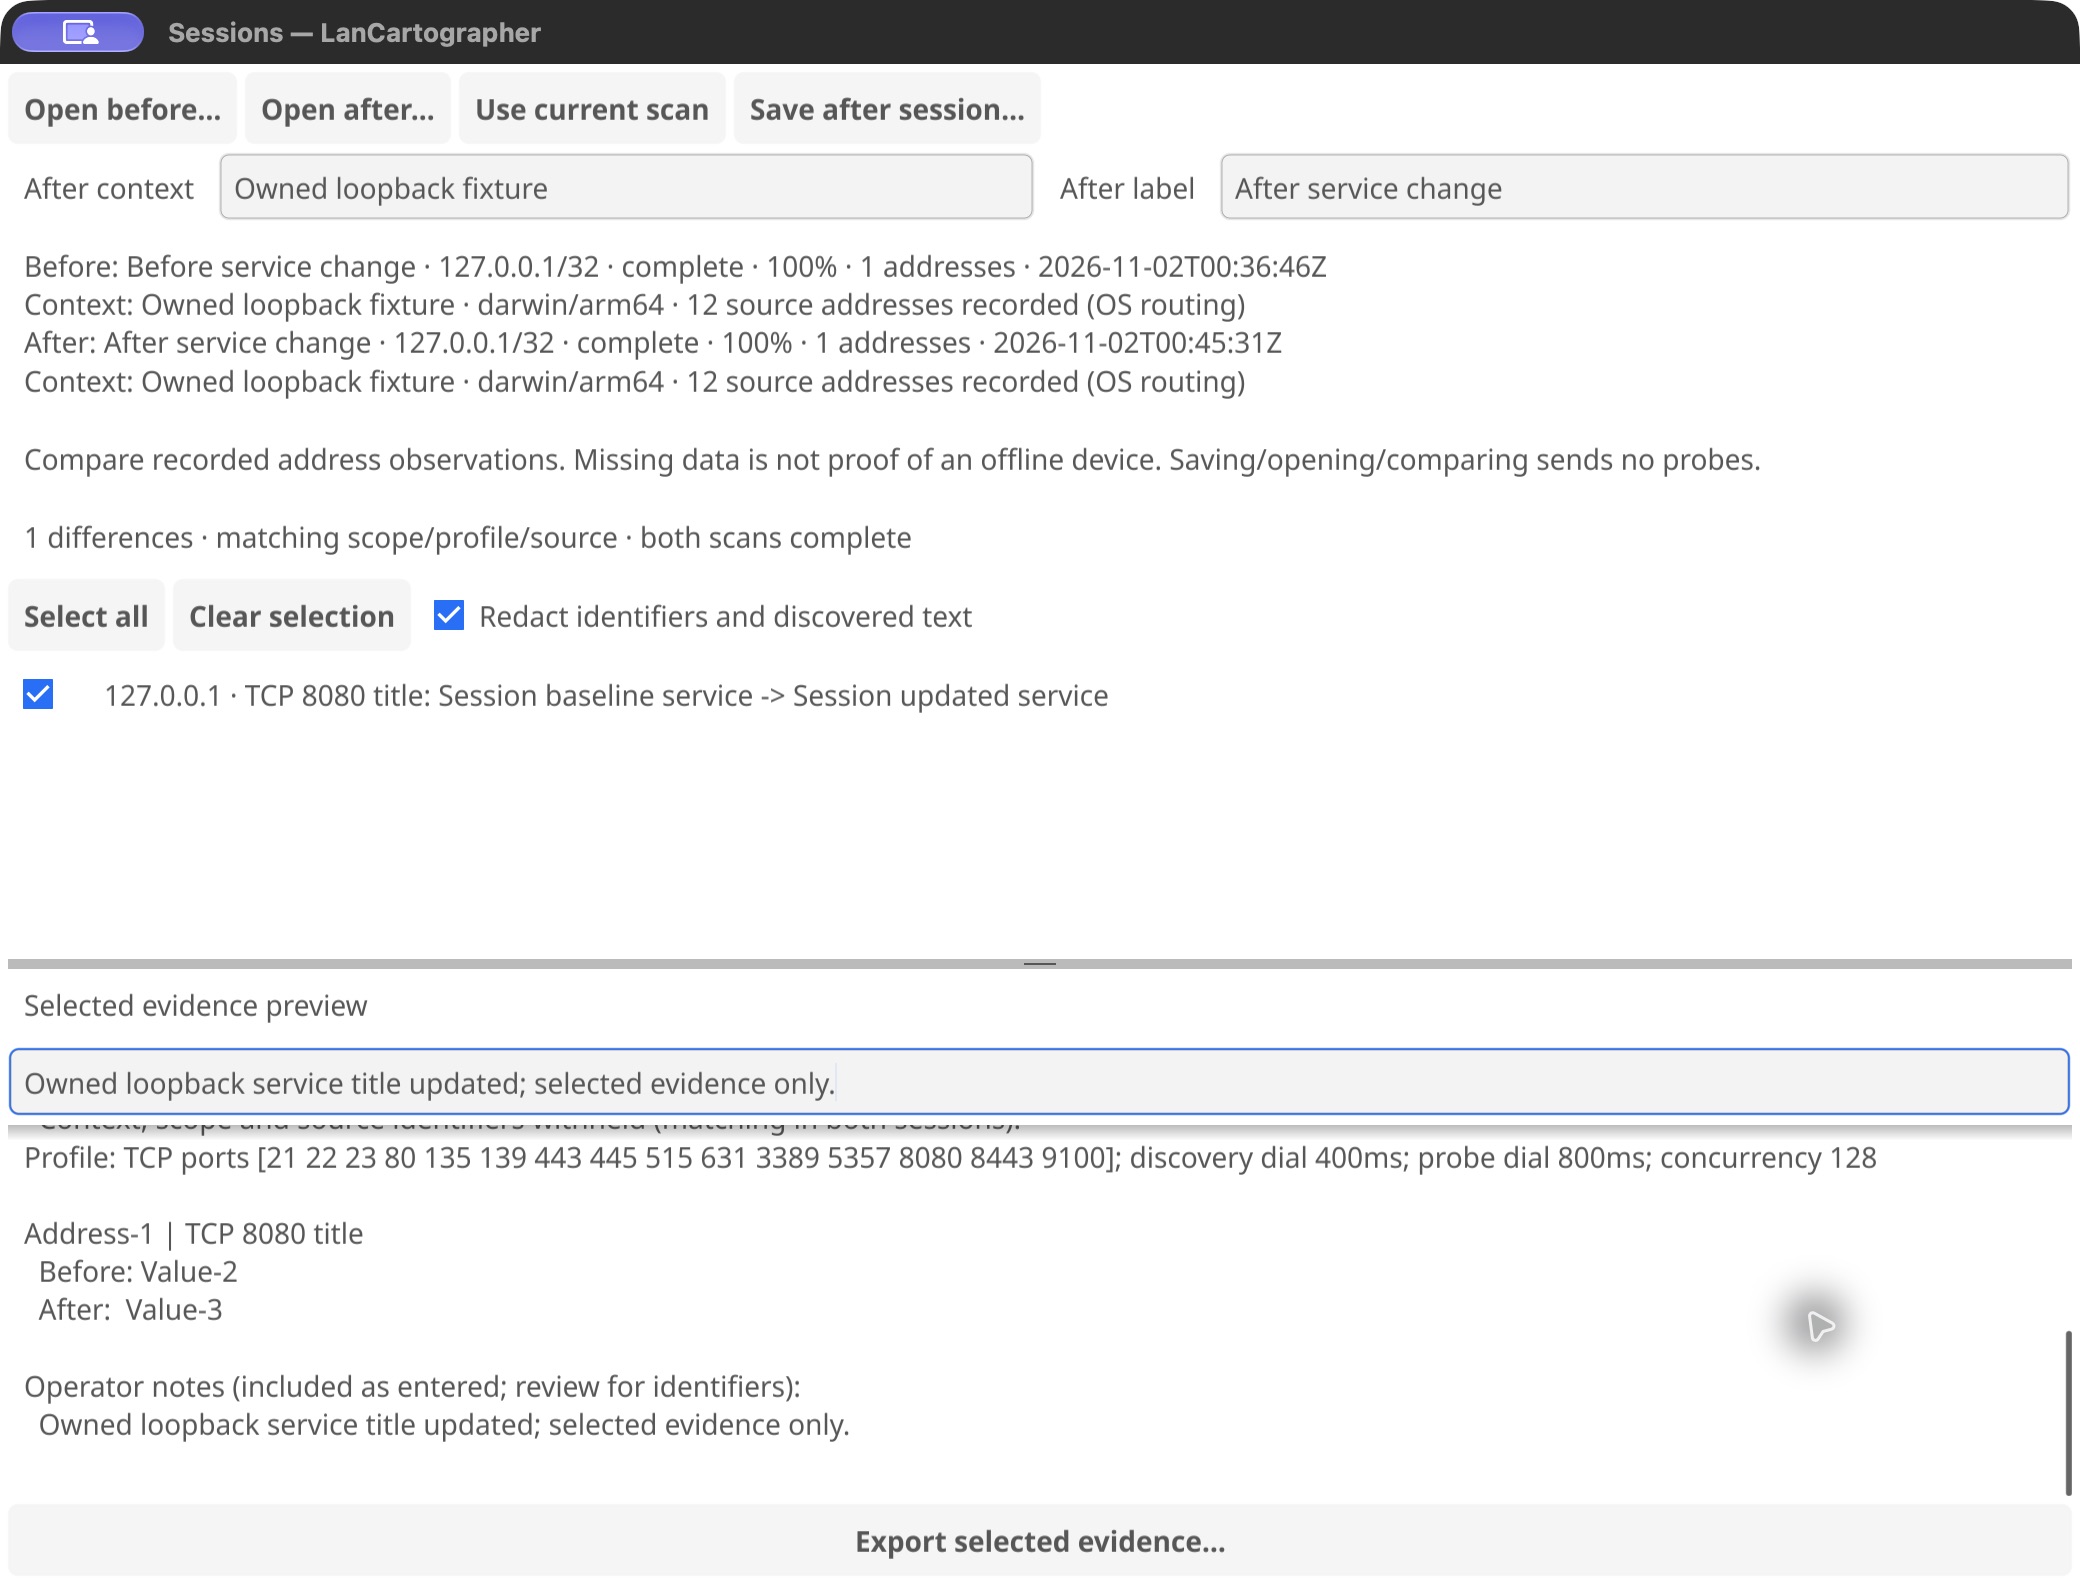 Sessions — LanCartographer
Open before... Open after... Use current scan Save after session...
After context Owned loopback fixture After label After service change
Before: Before service change · 127.0.0.1/32 · complete · 100% · 1 addresses · 2026-11-02T00:36:46Z
Context: Owned loopback fixture · darwin/arm64 · 12 source addresses recorded (OS routing)
After: After service change · 127.0.0.1/32 · complete · 100% · 1 addresses · 2026-11-02T00:45:31Z
Context: Owned loopback fixture · darwin/arm64 · 12 source addresses recorded (OS routing)
Compare recorded address observations. Missing data is not proof of an offline device. Saving/opening/comparing sends no probes.
1 differences · matching scope/profile/source · both scans complete
Select all Clear selection Redact identifiers and discovered text
127.0.0.1 · TCP 8080 title: Session baseline service -> Session updated service
Selected evidence preview
Owned loopback service title updated; selected evidence only.
Context, scope and source identifiers withheld (matching in both sessions).
Profile: TCP ports [21 22 23 80 135 139 443 445 515 631 3389 5357 8080 8443 9100]; discovery dial 400ms; probe dial 800ms; concurrency 128
Address-1 | TCP 8080 title
Before: Value-2
After: Value-3
Operator notes (included as entered; review for identifiers):
Owned loopback service title updated; selected evidence only.
Export selected evidence...